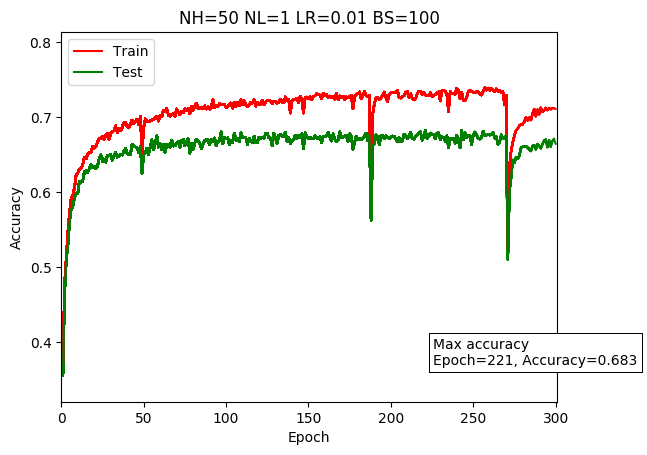 NH=50 NL=1 LR=0.01 BS=100
Train
Test
0.8
0.7
0.6
0.5
0.4
Accuracy
Max accuracy
Epoch=221, Accuracy=0.683
0 50 100 150 200 250 300
Epoch